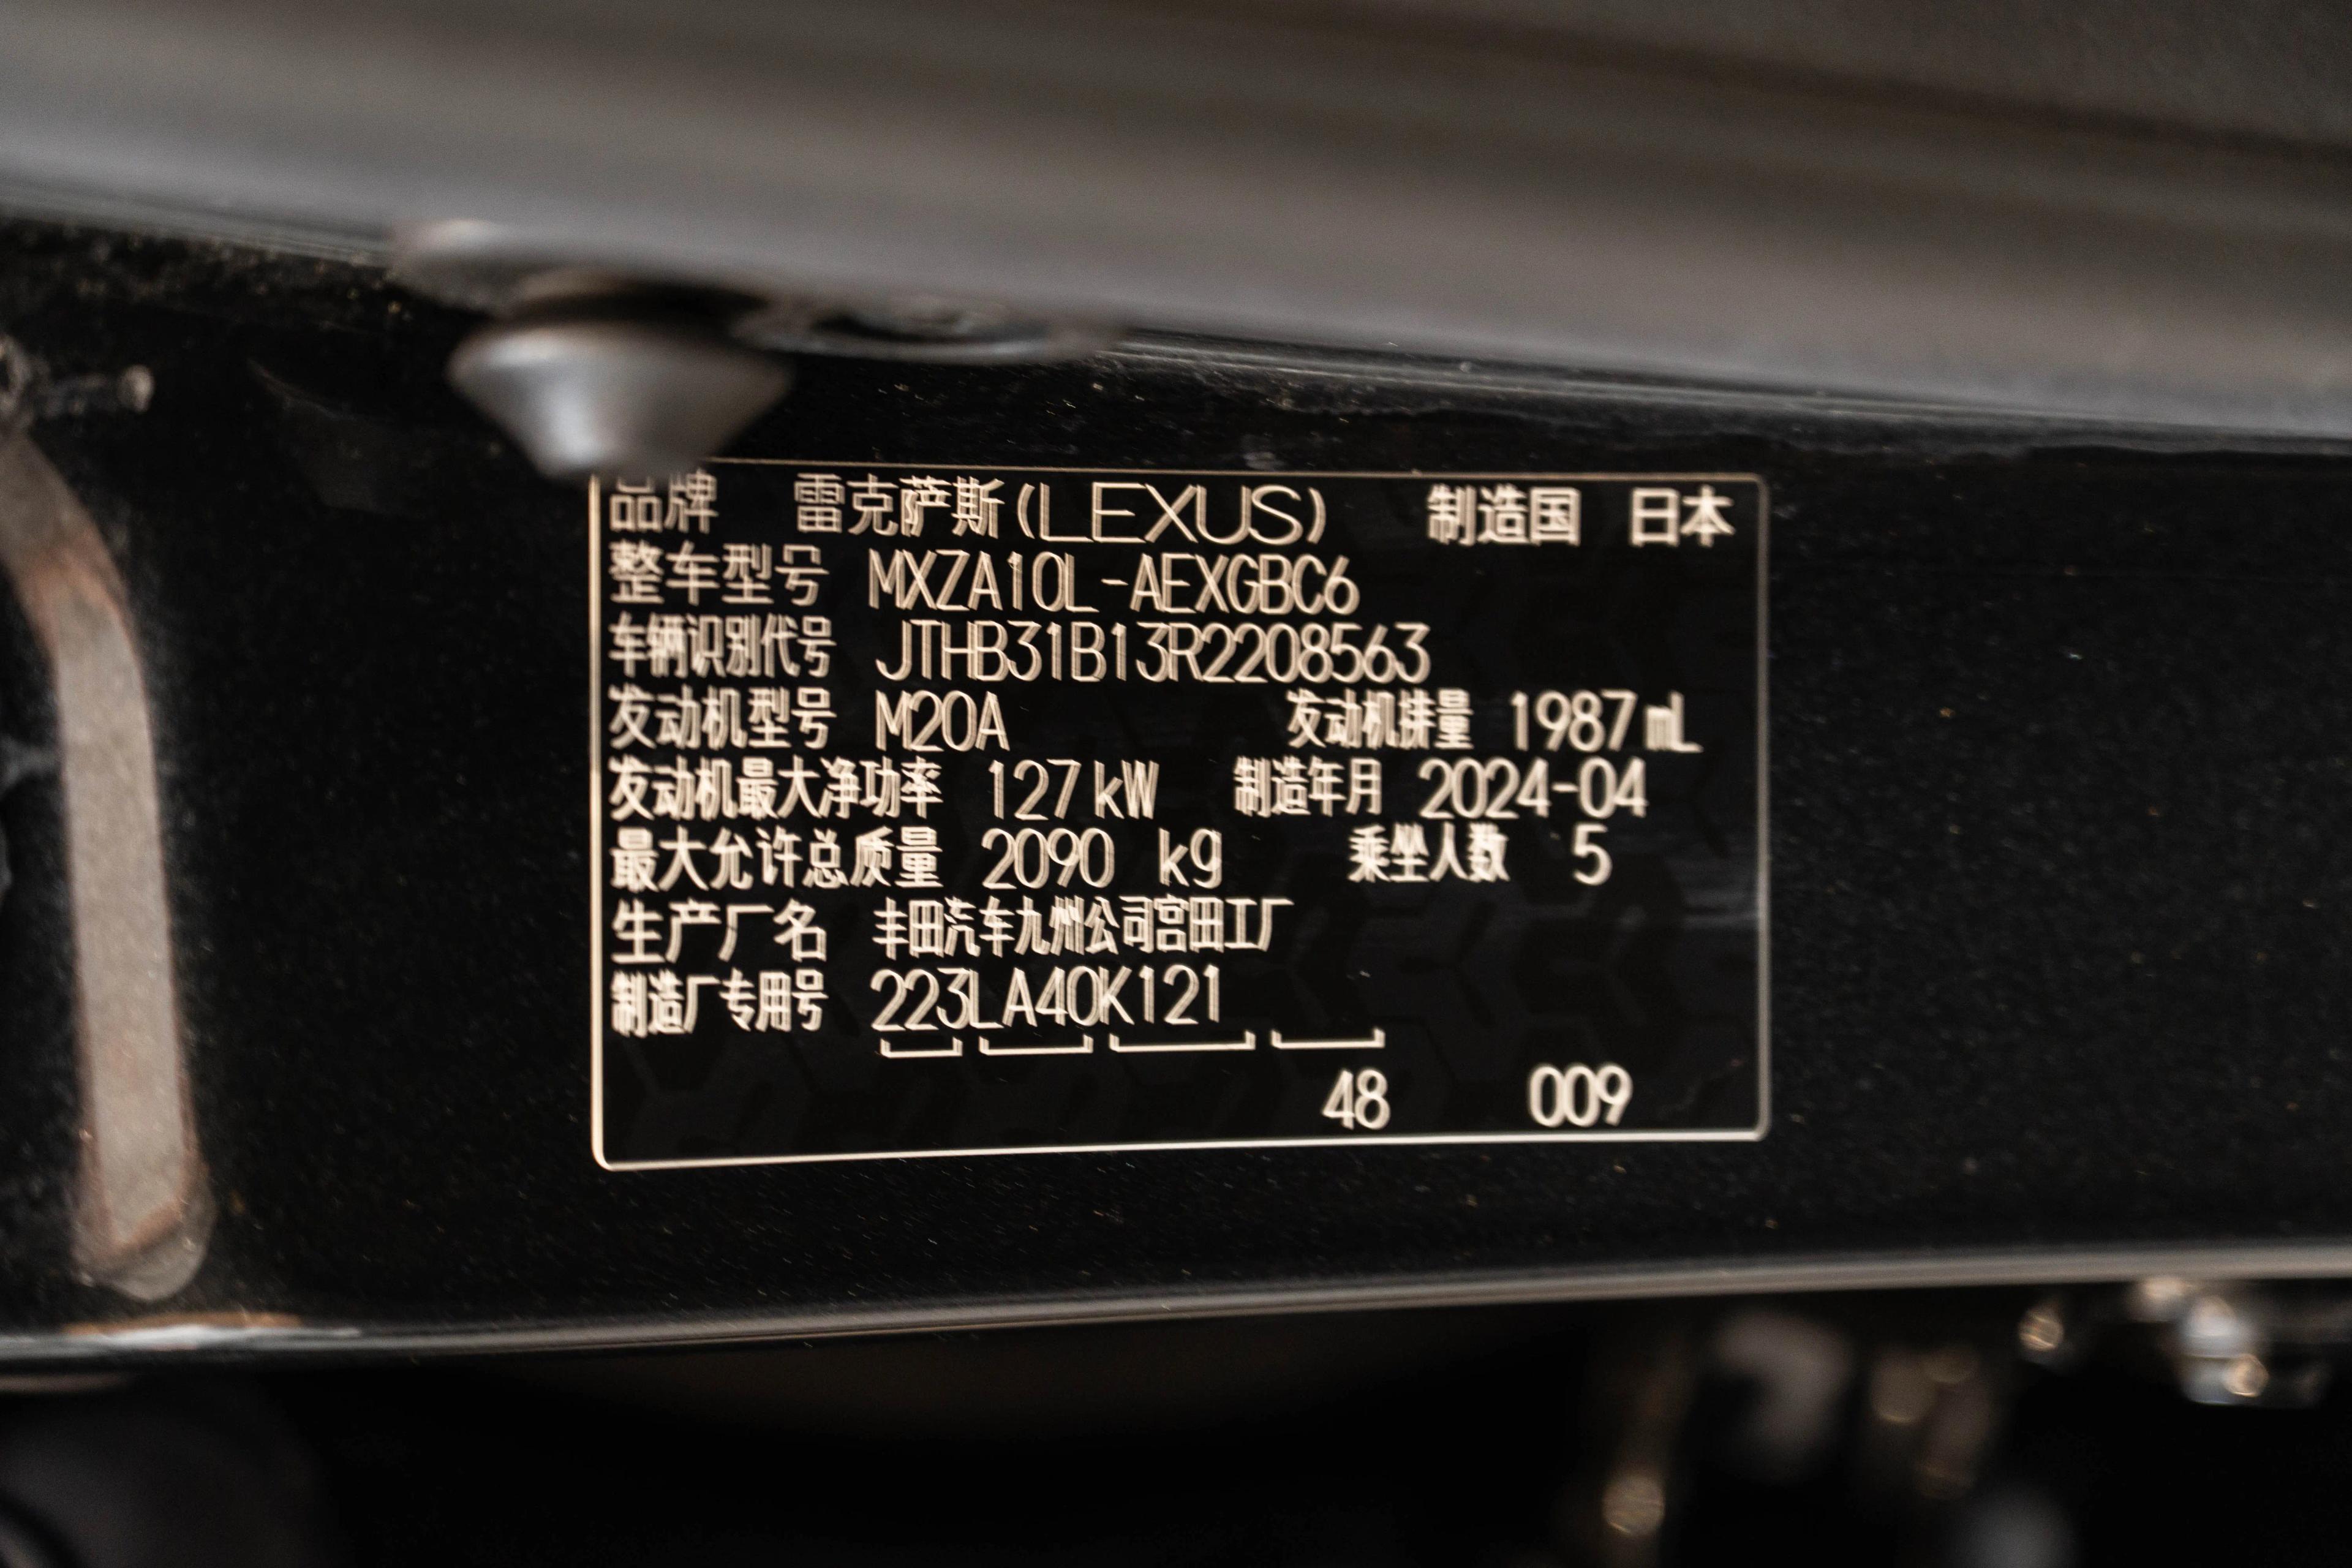 品牌 雷克萨斯(LEXUS) 制造国 日本
整车型号 MXZA10L-AEXGBC6
车辆识别代号 JTHB31B13R2208563
发动机型号 M20A 发动机排量 1987 mL
发动机最大净功率 127 kW 制造年月 2024-04
最大允许总质量 2090 kg 乘坐人数 5
生产厂名 丰田汽车九州公司宫田工厂
制造厂专用号 223LA40K121
48 009